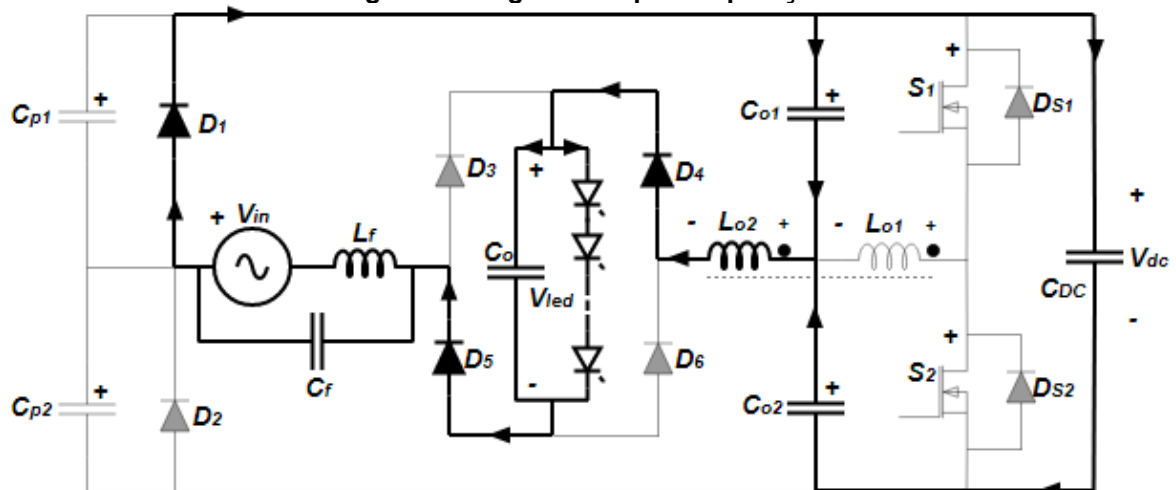 D1
Cp1
+
Vin
+
Lf
Cf
Cp2
+
D2
D3
D5
Co
Vled
+
-
D4
D6
-
Lo2
+
Co1
+
Co2
+
-
Lo1
+
+
S1
DS1
+
S2
DS2
CDC
+
Vdc
-